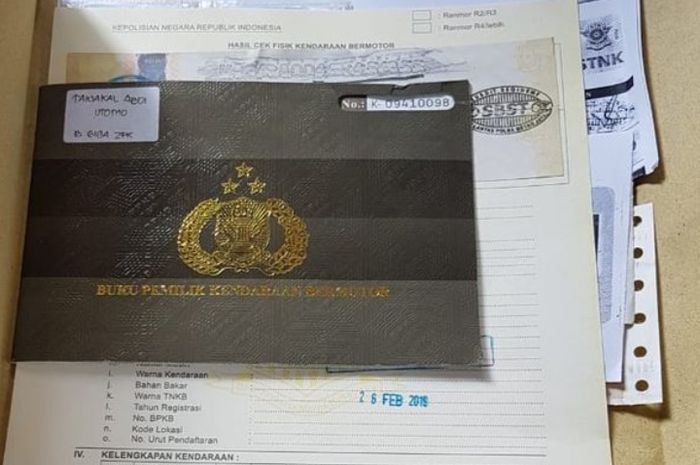 Ranmor R2/R3
KEPOLISIAN NEGARA REPUBLIK INDONESIA
Ranmor R4/lebih
HASIL CEK FISIK KENDARAAN BERMOTOR
STNK
TAWAKAL ABDI
UTOMO
B 6184 ZFK
No.: K- 09410098
BUKU PEMILIK KENDARAAN BERMOTOR
i. Warna Kendaraan
j. Bahan Bakar
k. Warna TNKB
l. Tahun Registrasi
26 FEB 2019
m. No. BPKB
n. Kode Lokasi
o. No. Urut Pendaftaran
IV. KELENGKAPAN KENDARAAN :